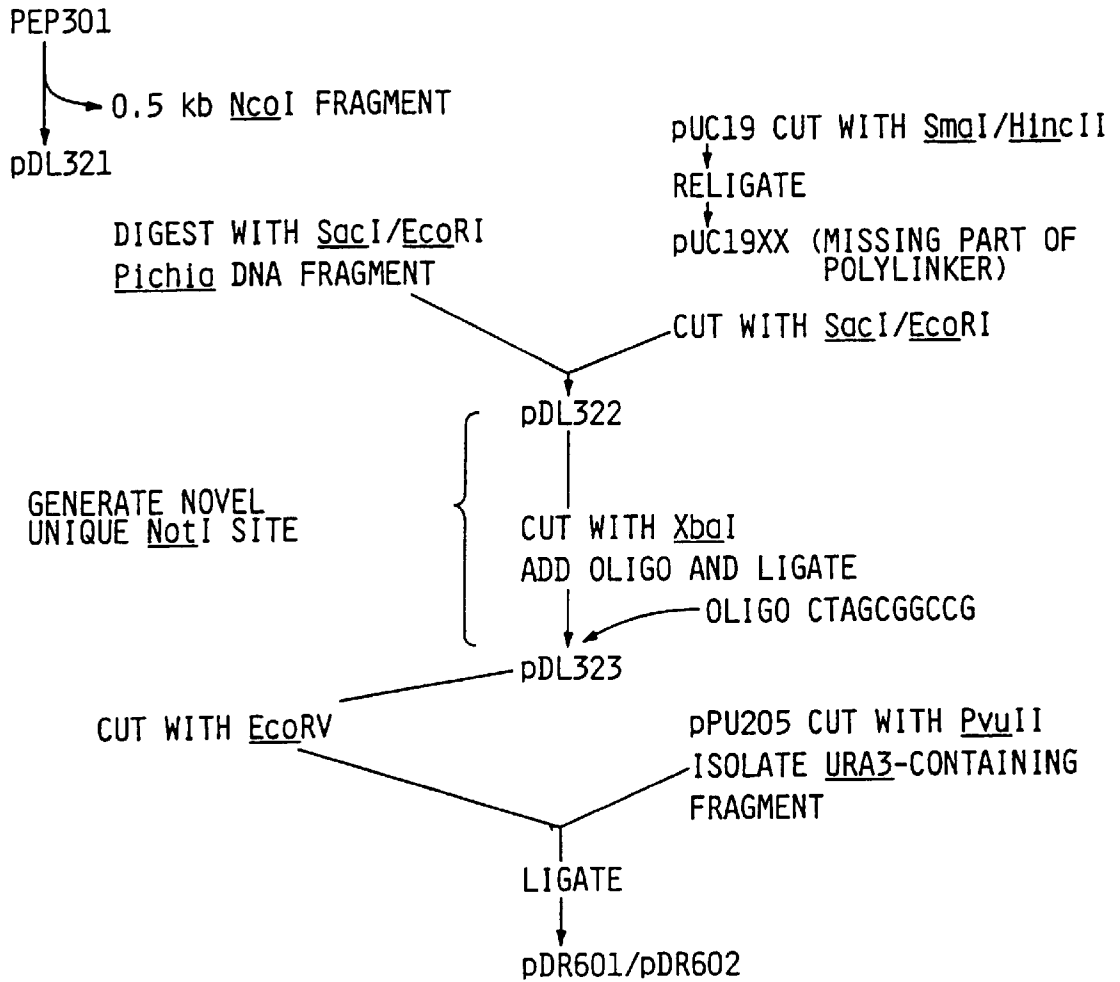 PEP301
0.5 kb NcoI FRAGMENT
pDL321
pUC19 CUT WITH SmaI/HincII
RELIGATE
pUC19XX (MISSING PART OF
POLYLINKER)
DIGEST WITH SacI/EcoRI
Pichia DNA FRAGMENT
CUT WITH SacI/EcoRI
pDL322
GENERATE NOVEL
UNIQUE NotI SITE
CUT WITH XbaI
ADD OLIGO AND LIGATE
OLIGO CTAGCGGCCG
pDL323
CUT WITH EcoRV
pPU205 CUT WITH PvuII
ISOLATE URA3-CONTAINING
FRAGMENT
LIGATE
pDR601/pDR602